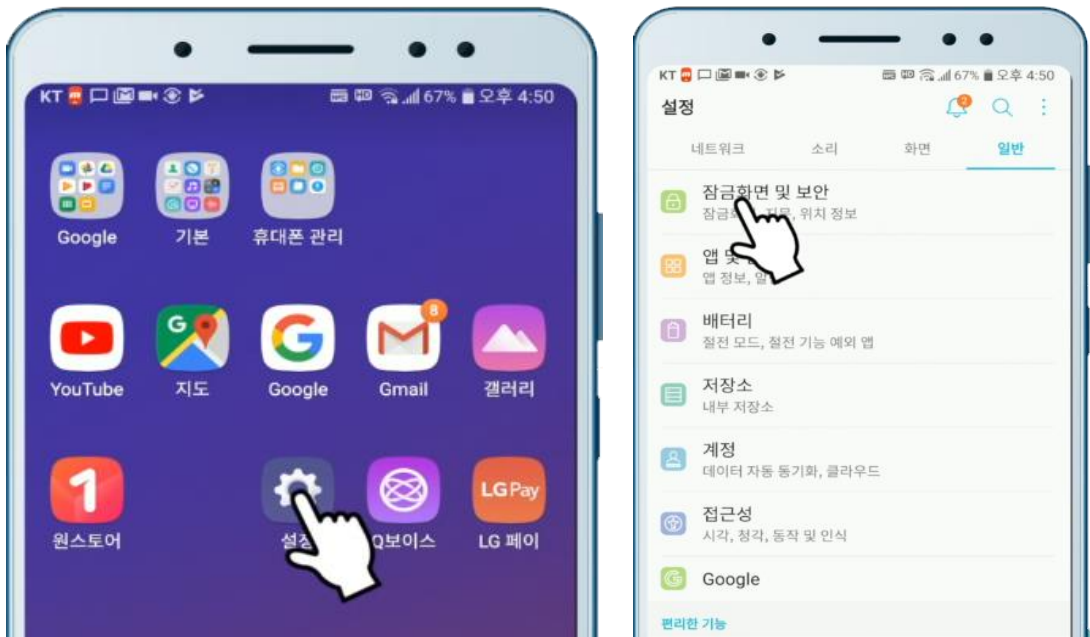 KT 67% 오후 4:50
Google 기본 휴대폰 관리
8
YouTube 지도 Google Gmail 갤러리
1 LG Pay
원스토어 Q보이스 LG 페이
KT 67% 오후 4:50
설정 2
네트워크 소리 화면 일반
잠금화면 및 보안
위치 정보
앱 및
앱 정보,
배터리
절전 모드, 절전 기능 예외 앱
저장소
내부 저장소
계정
데이터 자동 동기화, 클라우드
접근성
시각, 청각, 동작 및 인식
Google
편리한 기능